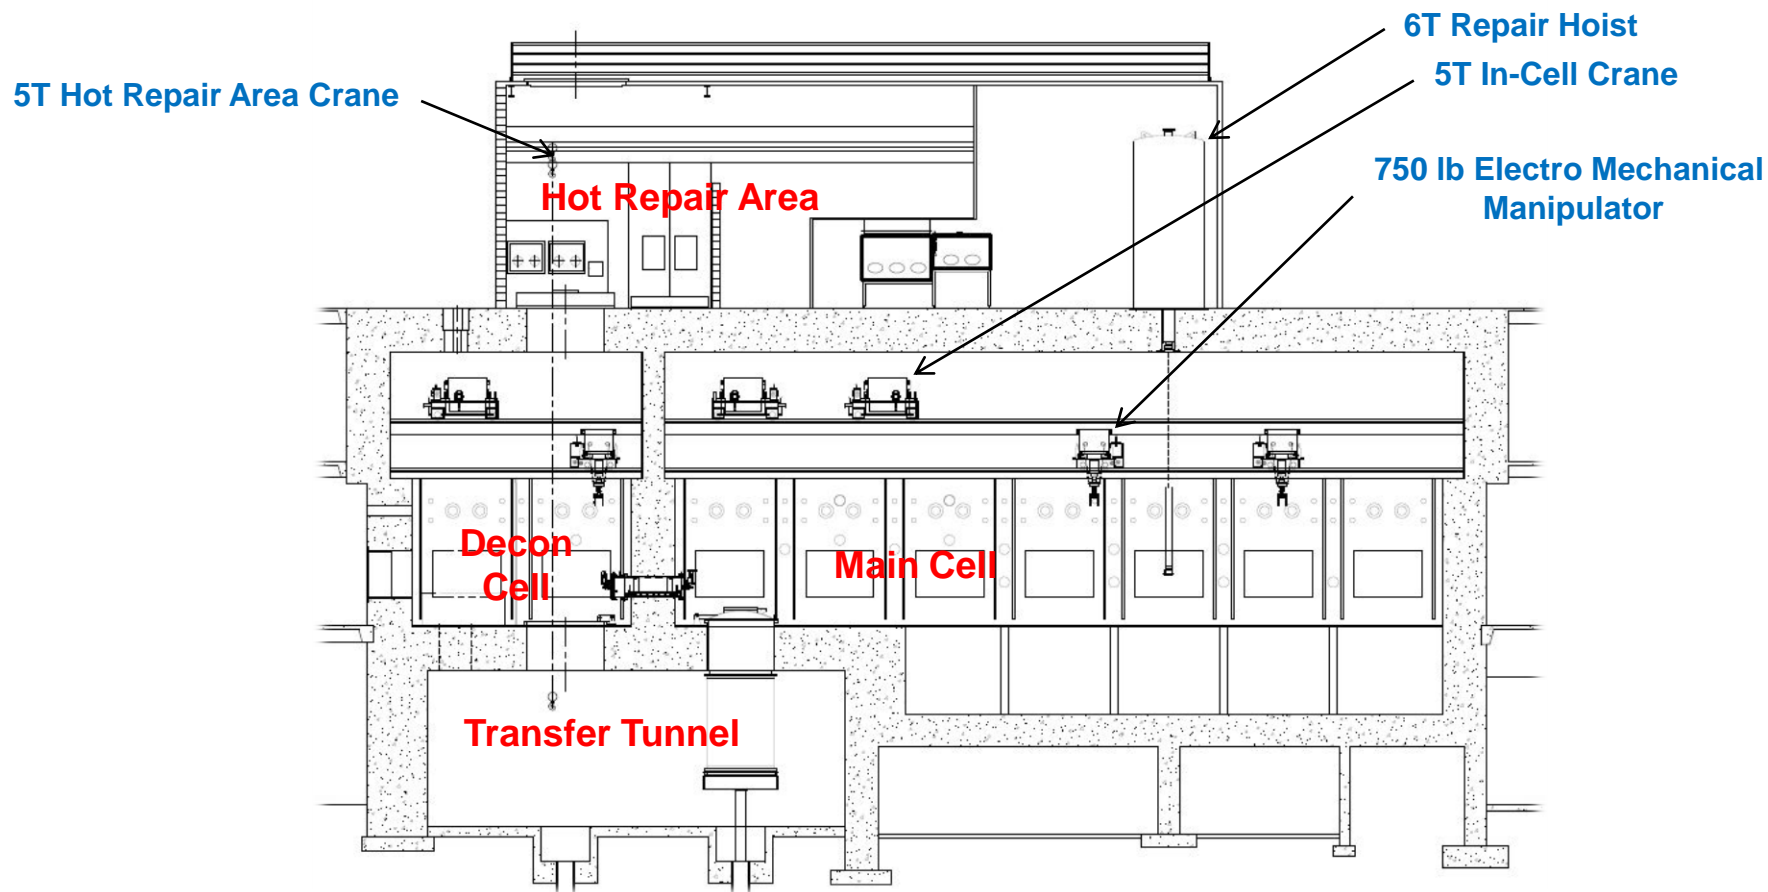 6T Repair Hoist
5T In-Cell Crane
5T Hot Repair Area Crane
750 lb Electro Mechanical
Manipulator
Hot Repair Area
Decon
Cell
Main Cell
Transfer Tunnel